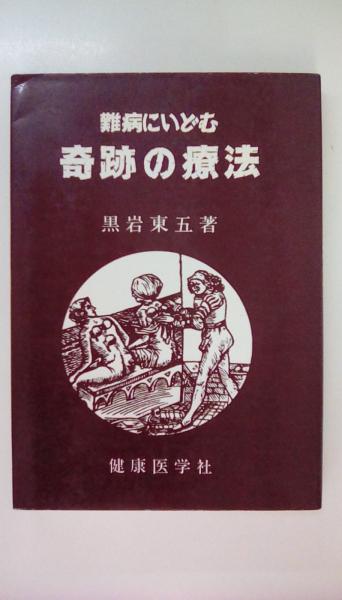 難病にいどむ
奇跡の療法
黒岩東五著
健康医学社